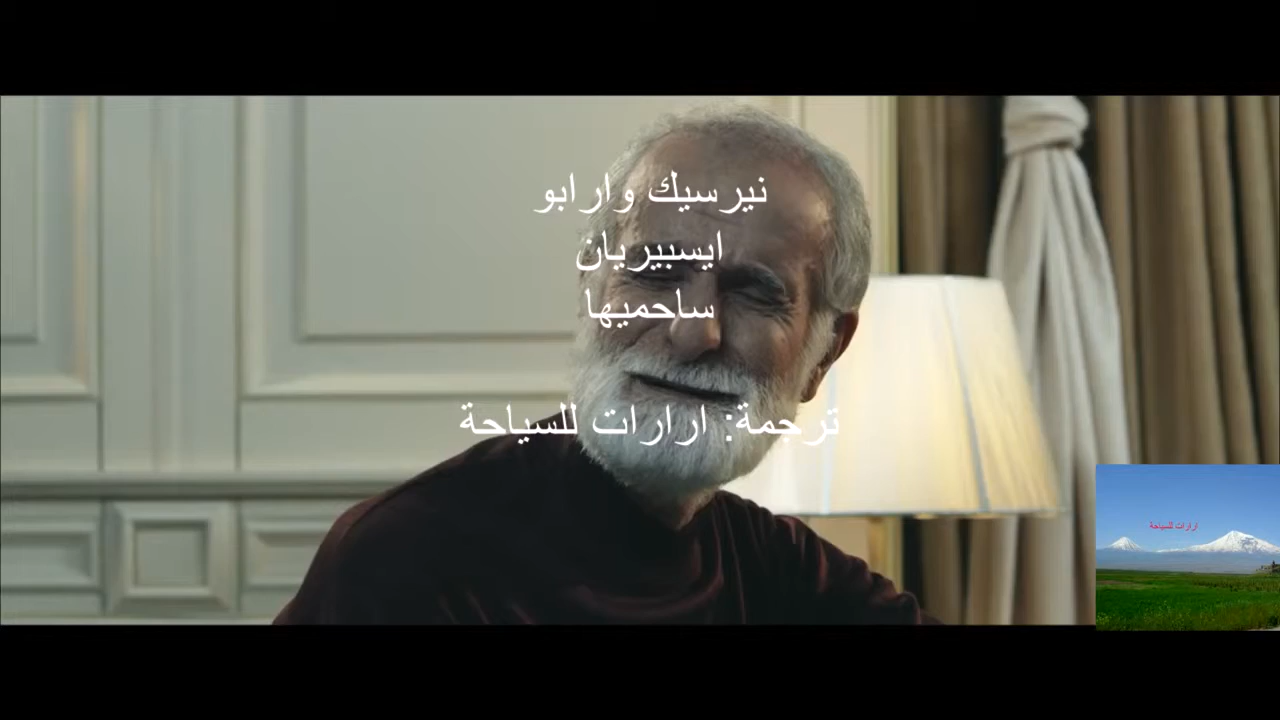 نيرسيك وارابو
ايسبيريان
ساحميها
ترجمة: ارارات للسياحة
ارارات للسياحة